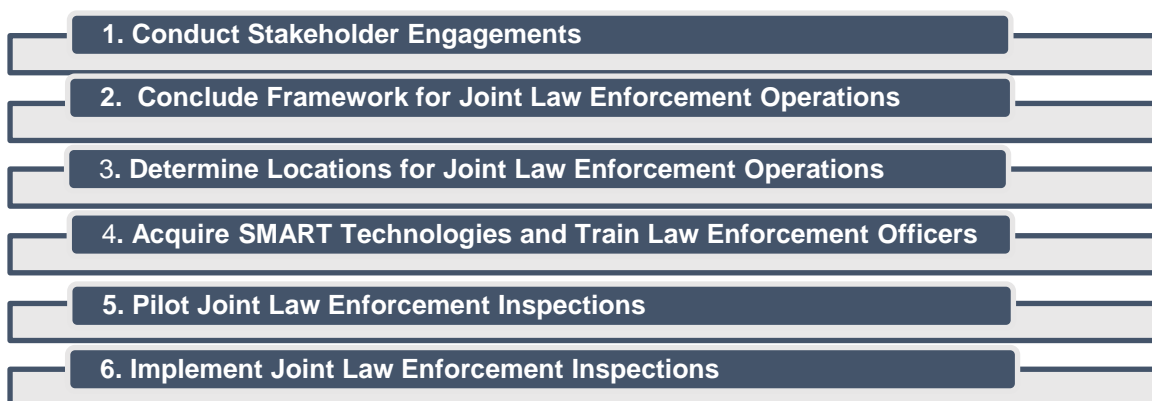 1. Conduct Stakeholder Engagements
2. Conclude Framework for Joint Law Enforcement Operations
3. Determine Locations for Joint Law Enforcement Operations
4. Acquire SMART Technologies and Train Law Enforcement Officers
5. Pilot Joint Law Enforcement Inspections
6. Implement Joint Law Enforcement Inspections